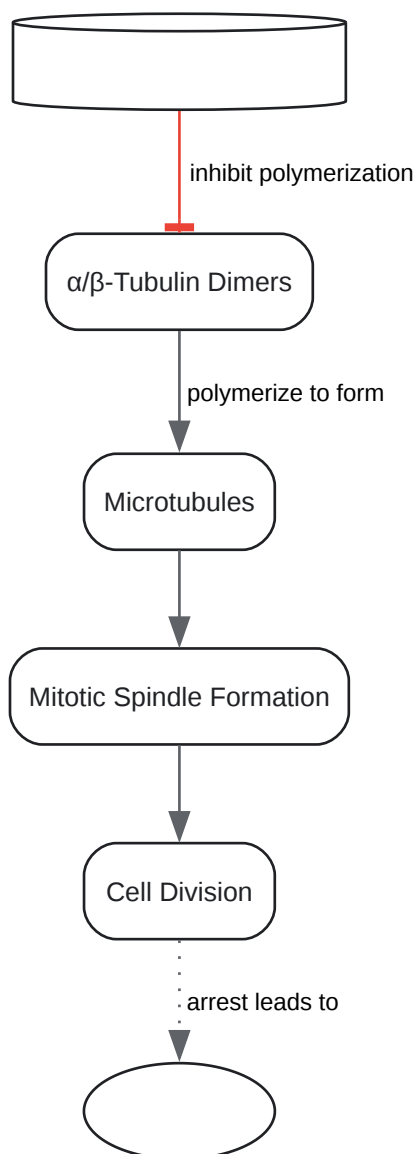 inhibit polymerization
α/β-Tubulin Dimers
polymerize to form
Microtubules
Mitotic Spindle Formation
Cell Division
arrest leads to